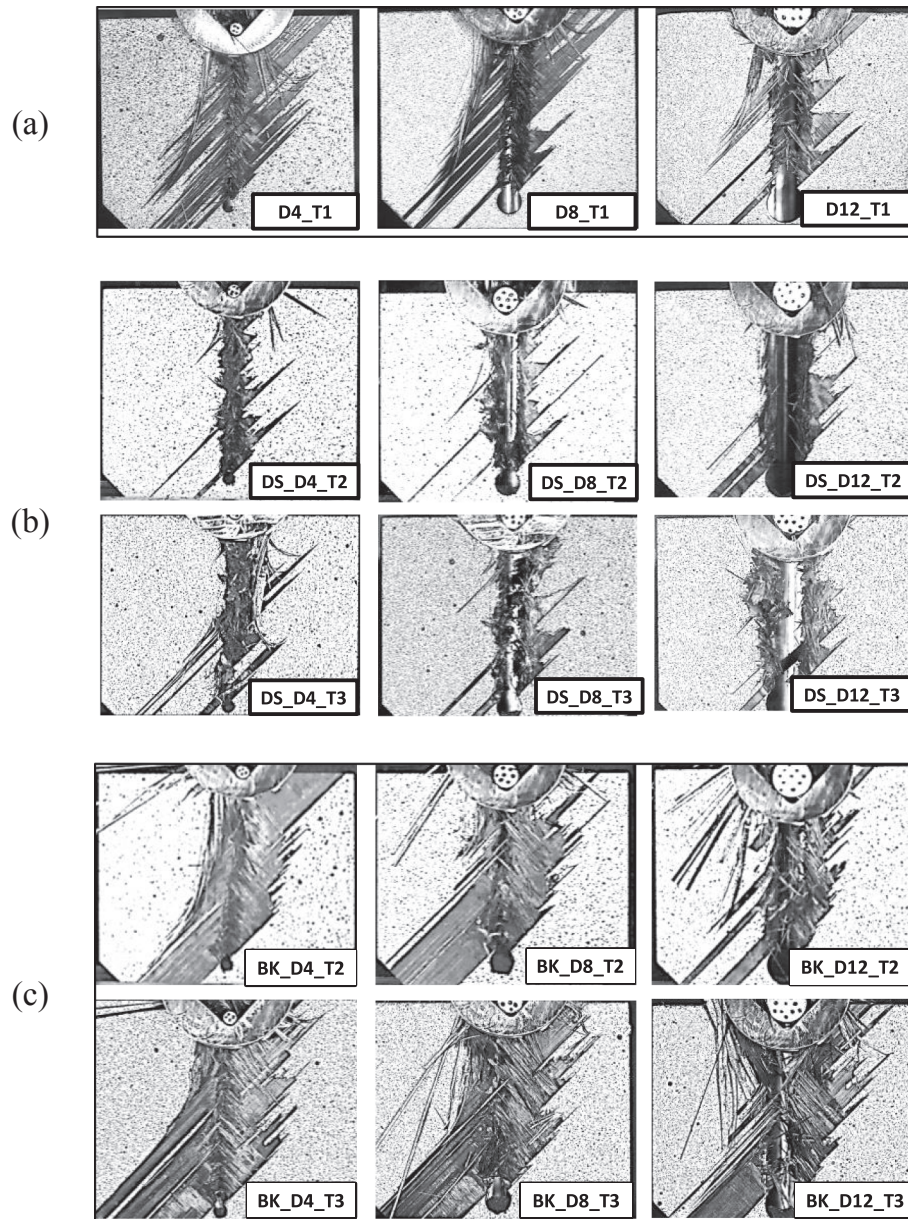 (a)
D4_T1
D8_T1
D12_T1
(b)
DS_D4_T2
DS_D8_T2
DS_D12_T2
DS_D4_T3
DS_D8_T3
DS_D12_T3
(c)
BK_D4_T2
BK_D8_T2
BK_D12_T2
BK_D4_T3
BK_D8_T3
BK_D12_T3